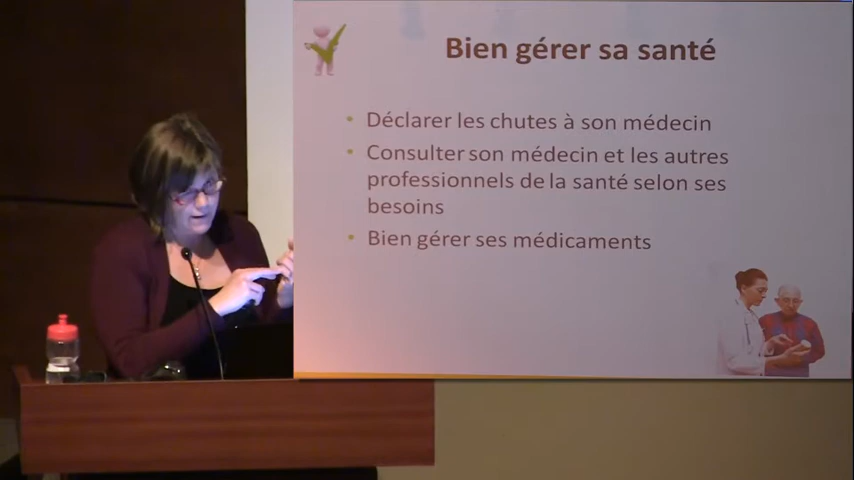 Bien gérer sa santé
• Déclarer les chutes à son médecin
• Consulter son médecin et les autres
professionnels de la santé selon ses
besoins
• Bien gérer ses médicaments